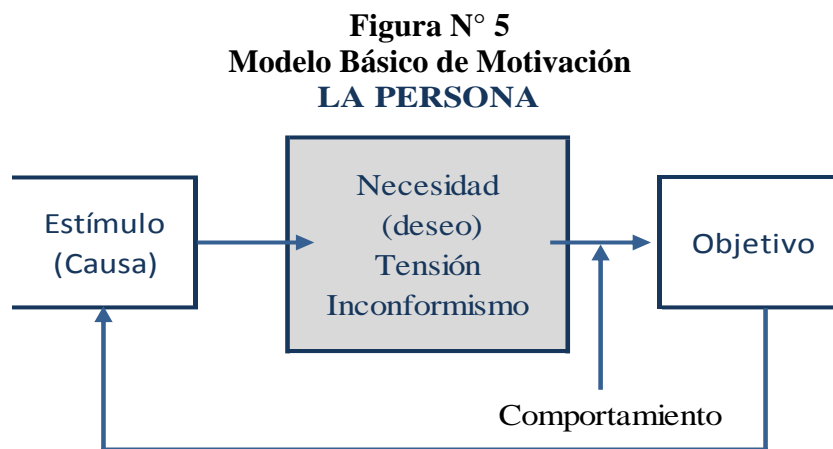 Figura N° 5
Modelo Básico de Motivación
LA PERSONA
Estímulo
(Causa)
Necesidad
(deseo)
Tensión
Inconformismo
Objetivo
Comportamiento